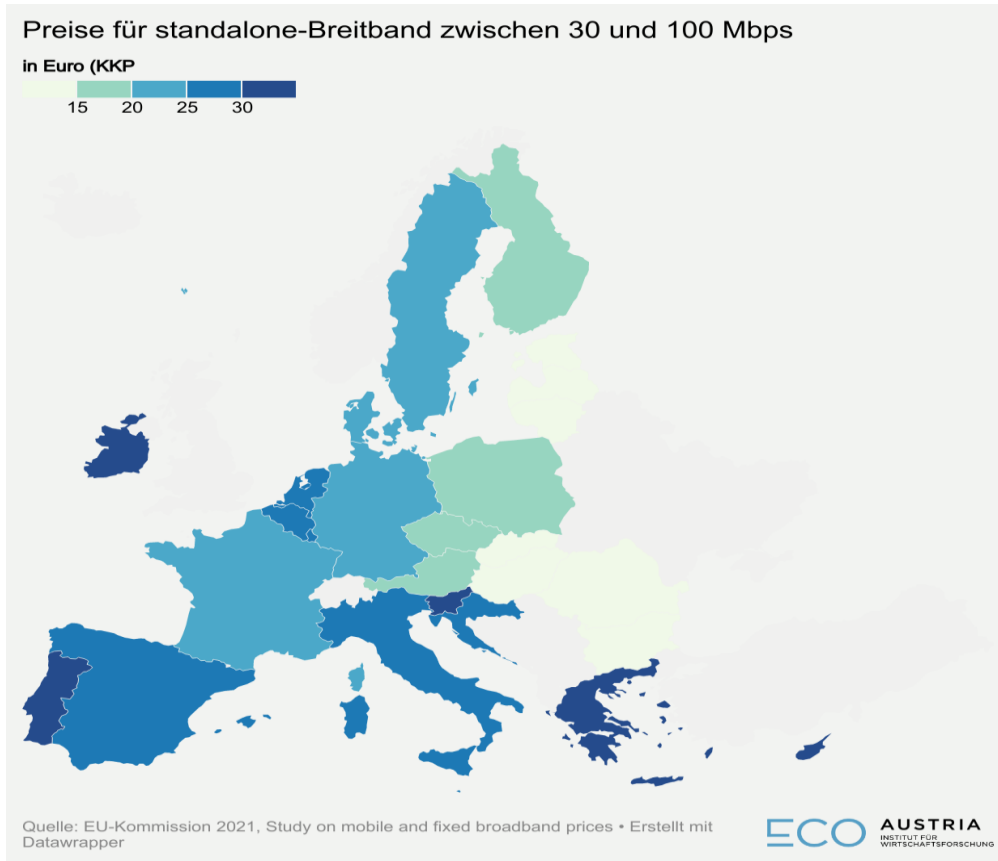 Preise für standalone-Breitband zwischen 30 und 100 Mbps
in Euro (KKP
15 20 25 30
Quelle: EU-Kommission 2021, Study on mobile and fixed broadband prices • Erstellt mit
Datawrapper
ECO AUSTRIA
INSTITUT FÜR
WIRTSCHAFTSFORSCHUNG